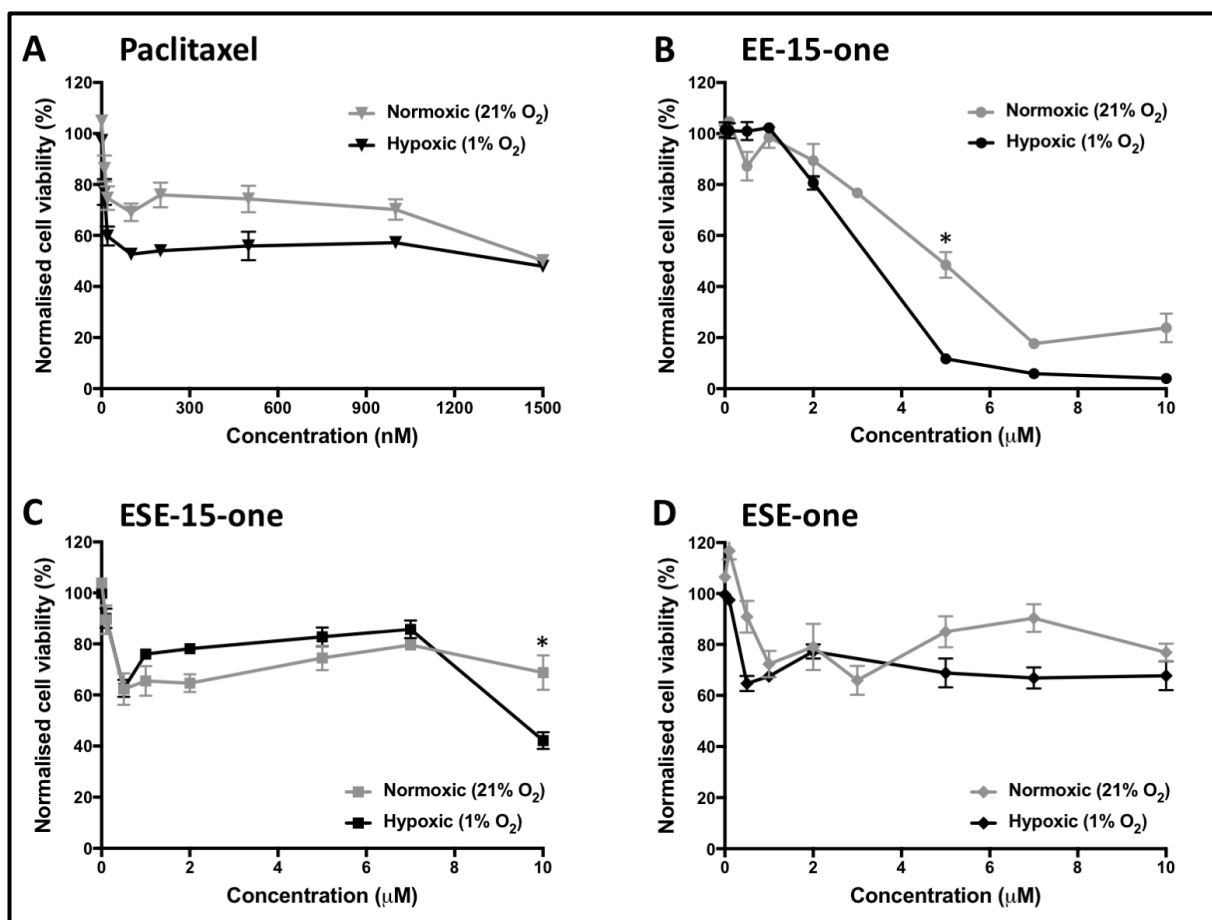 A Paclitaxel
Normalised cell viability (%)
120
100
80
60
40
20
0
Normoxic (21% O₂)
Hypoxic (1% O₂)
0 300 600 900 1200 1500
Concentration (nM)
B EE-15-one
Normalised cell viability (%)
120
100
80
60
40
20
0
Normoxic (21% O₂)
Hypoxic (1% O₂)
*
0 2 4 6 8 10
Concentration (μM)
C ESE-15-one
Normalised cell viability (%)
120
100
80
60
40
20
0
*
Normoxic (21% O₂)
Hypoxic (1% O₂)
0 2 4 6 8 10
Concentration (μM)
D ESE-one
Normalised cell viability (%)
120
100
80
60
40
20
0
Normoxic (21% O₂)
Hypoxic (1% O₂)
0 2 4 6 8 10
Concentration (μM)